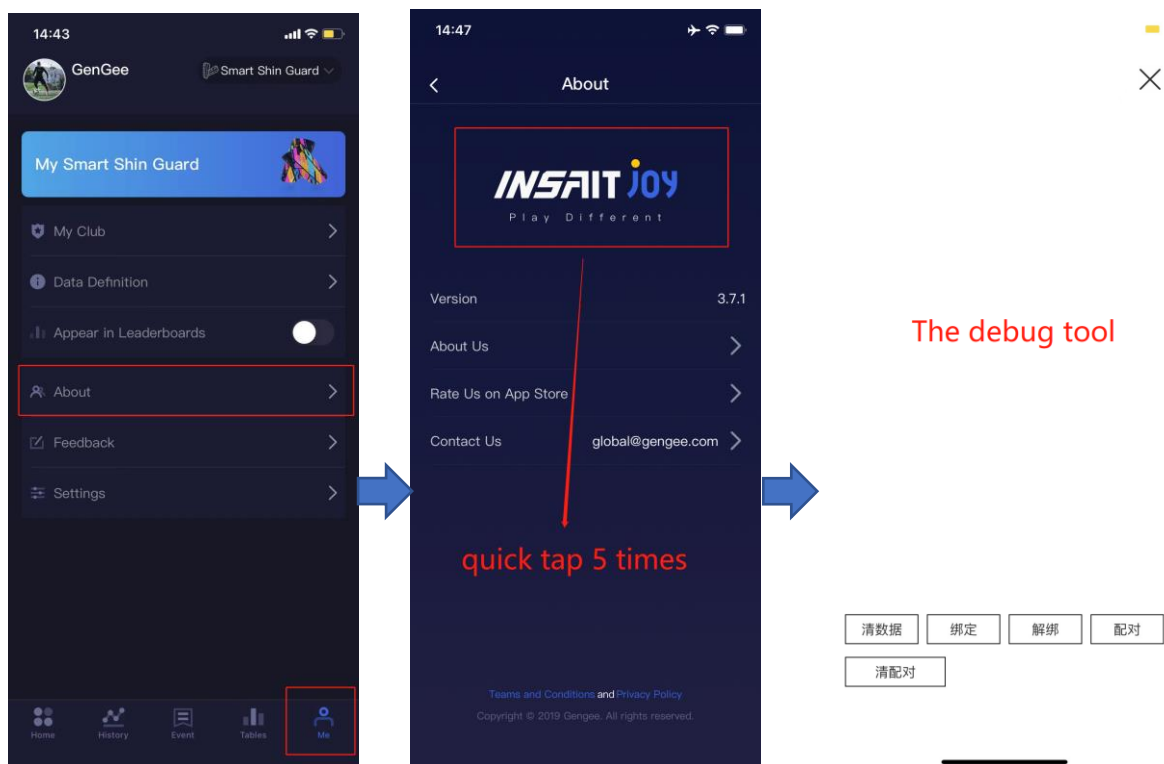 14:43
GenGee
Smart Shin Guard
My Smart Shin Guard
My Club
Data Definition
Appear in Leaderboards
About
Feedback
Settings
Home
History
Event
Tables
Me
14:47
About
INSAIT JOY
Play Different
Version 3.7.1
About Us
Rate Us on App Store
Contact Us global@gengee.com
quick tap 5 times
Teams and Conditions and Privacy Policy
Copyright © 2019 Gengee. All rights reserved.
The debug tool
清数据 绑定 解绑 配对
清配对